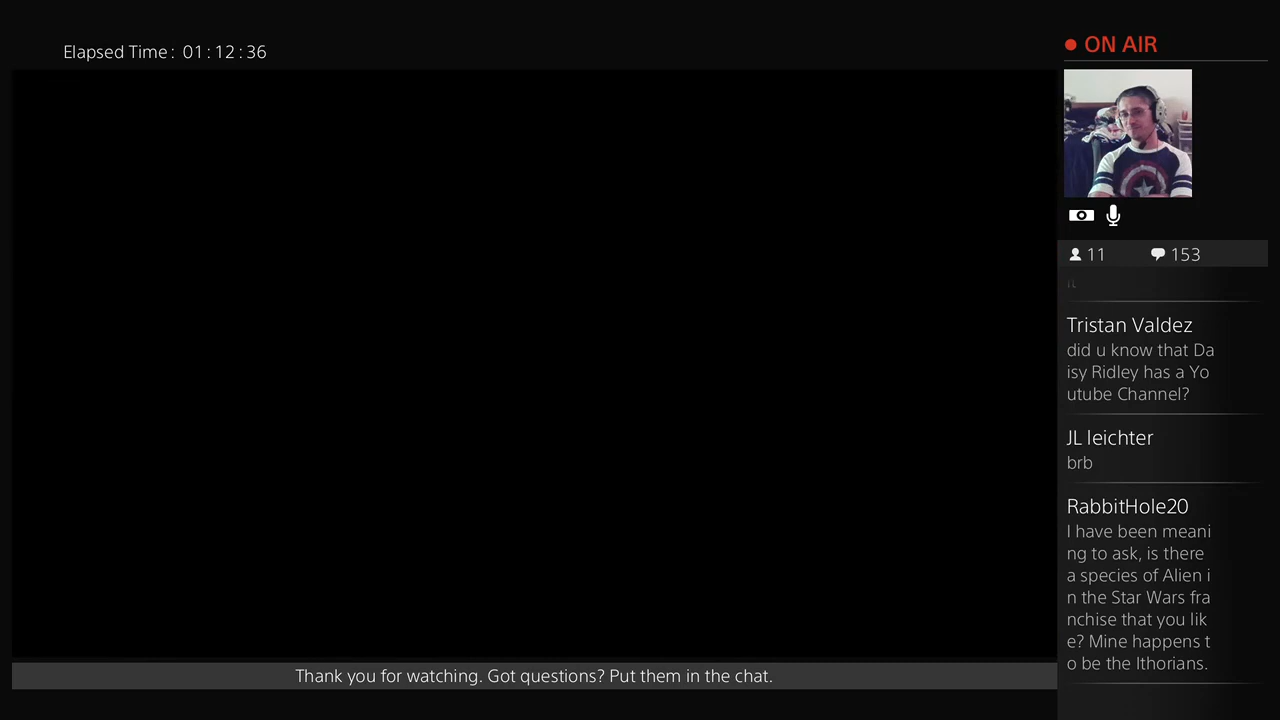 Elapsed Time: 01:12:36
ON AIR
11 153
Tristan Valdez
did u know that Da
isy Ridley has a Yo
utube Channel?
JL leichter
brb
RabbitHole20
I have been meani
ng to ask, is there
a species of Alien i
n the Star Wars fra
nchise that you lik
e? Mine happens t
o be the Ithorians.
Thank you for watching. Got questions? Put them in the chat.